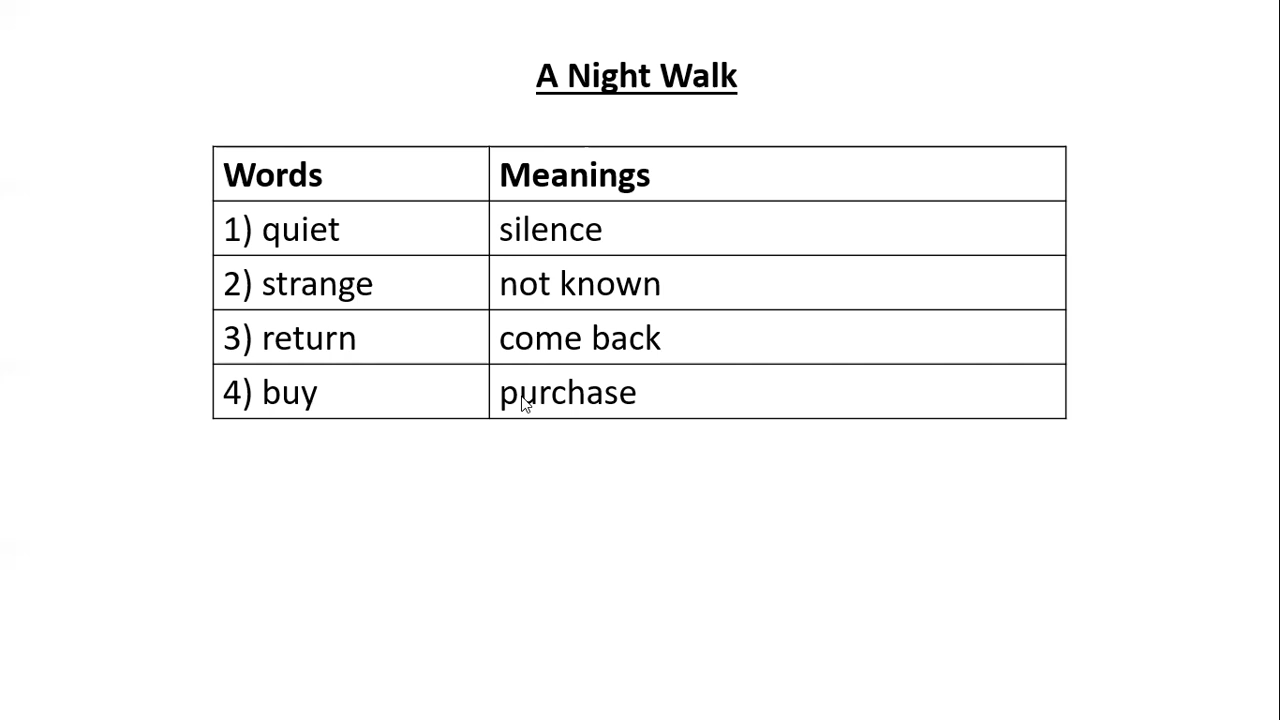 A Night Walk
Words Meanings
1) quiet silence
2) strange not known
3) return come back
4) buy purchase